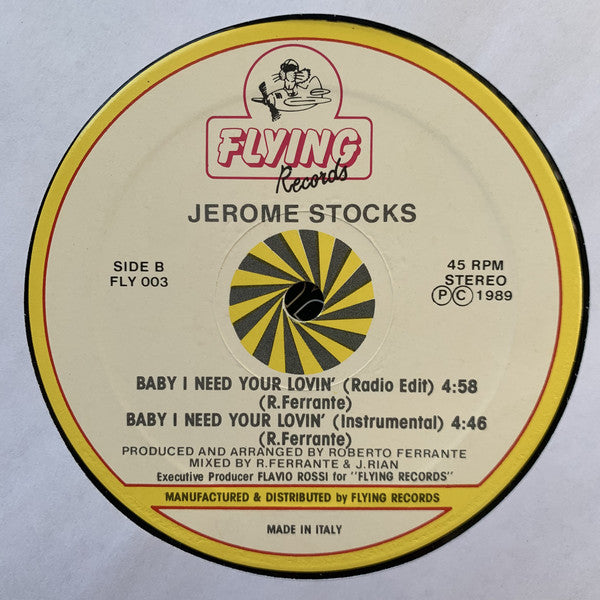 FLYING
Records
JEROME STOCKS
SIDE B
FLY 003
45 RPM
STEREO
Ⓟ Ⓒ 1989
BABY I NEED YOUR LOVIN' (Radio Edit) 4:58
(R.Ferrante)
BABY I NEED YOUR LOVIN' (Instrumental) 4:46
(R.Ferrante)
PRODUCED AND ARRANGED BY ROBERTO FERRANTE
MIXED BY R.FERRANTE & J.RIAN
Executive Producer FLAVIO ROSSI for "FLYING RECORDS"
MANUFACTURED & DISTRIBUTED by FLYING RECORDS
MADE IN ITALY